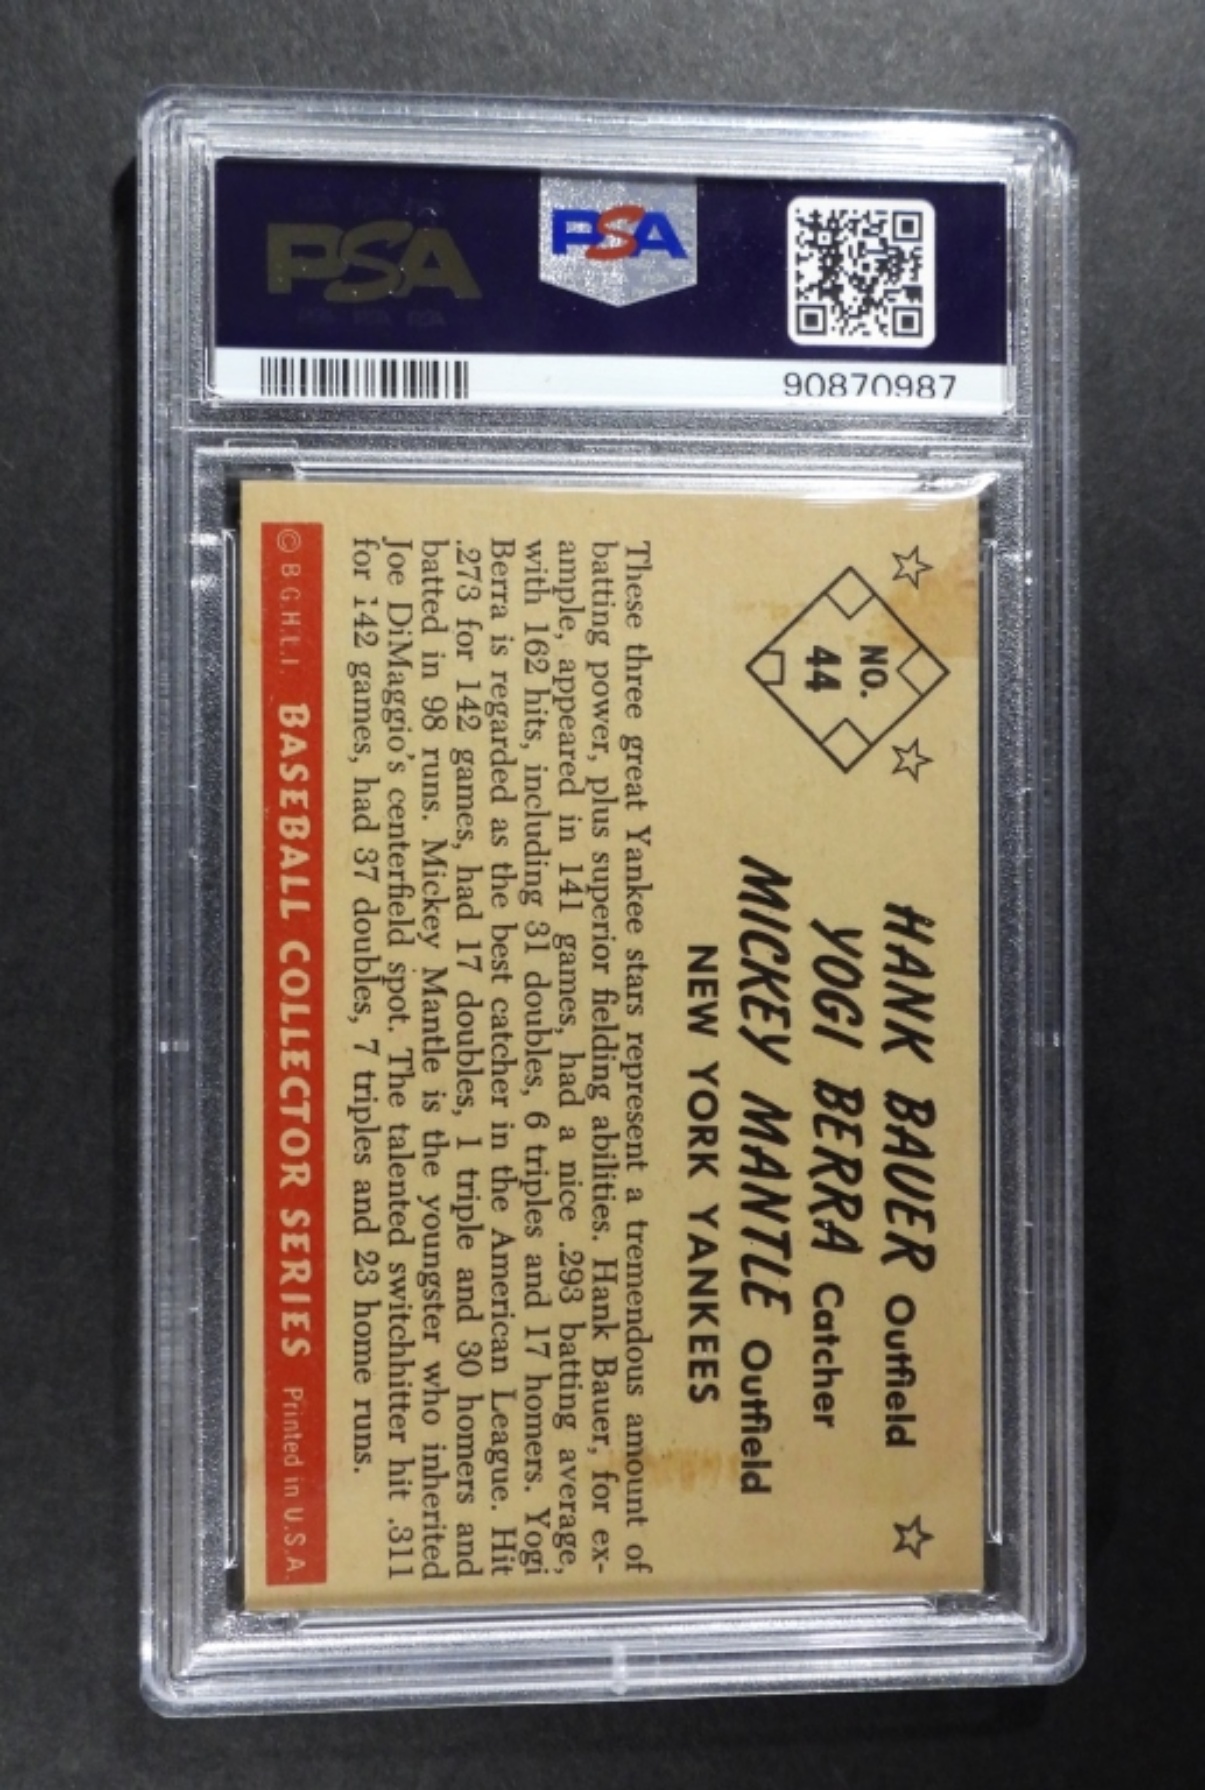 PSA
PSA
90870987
NO.
44
HANK BAUER Outfield
YOGI BERRA Catcher
MICKEY MANTLE Outfield
NEW YORK YANKEES
These three great Yankee stars represent a tremendous amount of
batting power, plus superior fielding abilities. Hank Bauer, for ex-
ample, appeared in 141 games, had a nice .293 batting average,
with 162 hits, including 31 doubles, 6 triples and 17 homers. Yogi
Berra is regarded as the best catcher in the American League. Hit
.273 for 142 games, had 17 doubles, 1 triple and 30 homers and
batted in 98 runs. Mickey Mantle is the youngster who inherited
Joe DiMaggio's centerfield spot. The talented switchhitter hit .311
for 142 games, had 37 doubles, 7 triples and 23 home runs.
© B.G.H.L.I. BASEBALL COLLECTOR SERIES Printed in U.S.A.